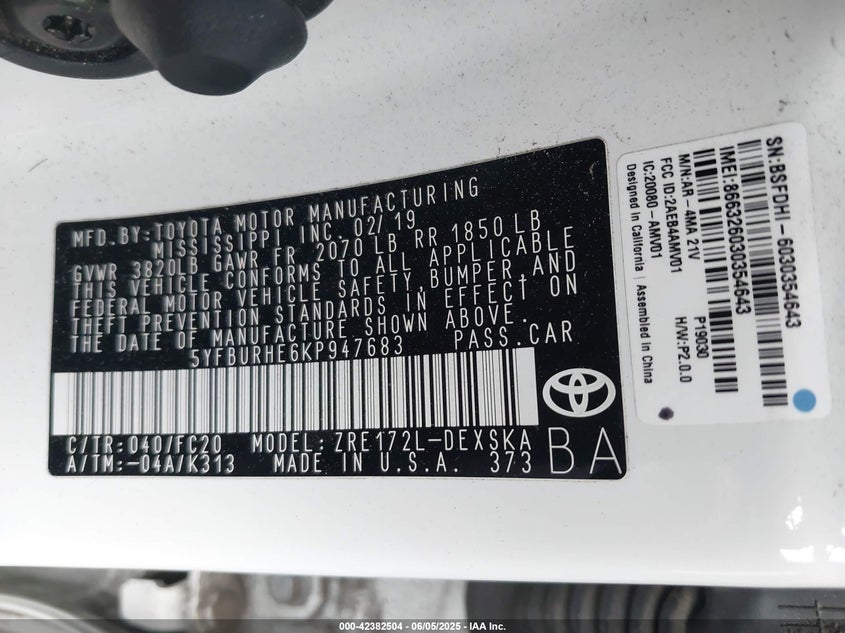 MFD.BY:TOYOTA MOTOR MANUFACTURING
MISSISSIPPI INC. 02/19
GVWR 3820LB GAWR FR 2070 LB RR 1850 LB
THIS VEHICLE CONFORMS TO ALL APPLICABLE
FEDERAL MOTOR VEHICLE SAFETY,BUMPER,AND
THEFT PREVENTION STANDARDS IN EFFECT ON
THE DATE OF MANUFACTURE SHOWN ABOVE.
5YFBURHE6KP947683 PASS.CAR
C/TR:040/FC20 MODEL:ZRE172L-DEXSKA
A/TM:-04A/K313 MADE IN U.S.A. 373
BA
SN:BSFDHI-6030354643
IMEI:866326030354643
M/N:AR-4MA 21V P19030
FCC ID:2AEB4AMV01 H/W:P2.0.0
IC:20080-AMV01
Designed in California | Assembled in China
000-42382504 | 06/05/2025 - IAA Inc.